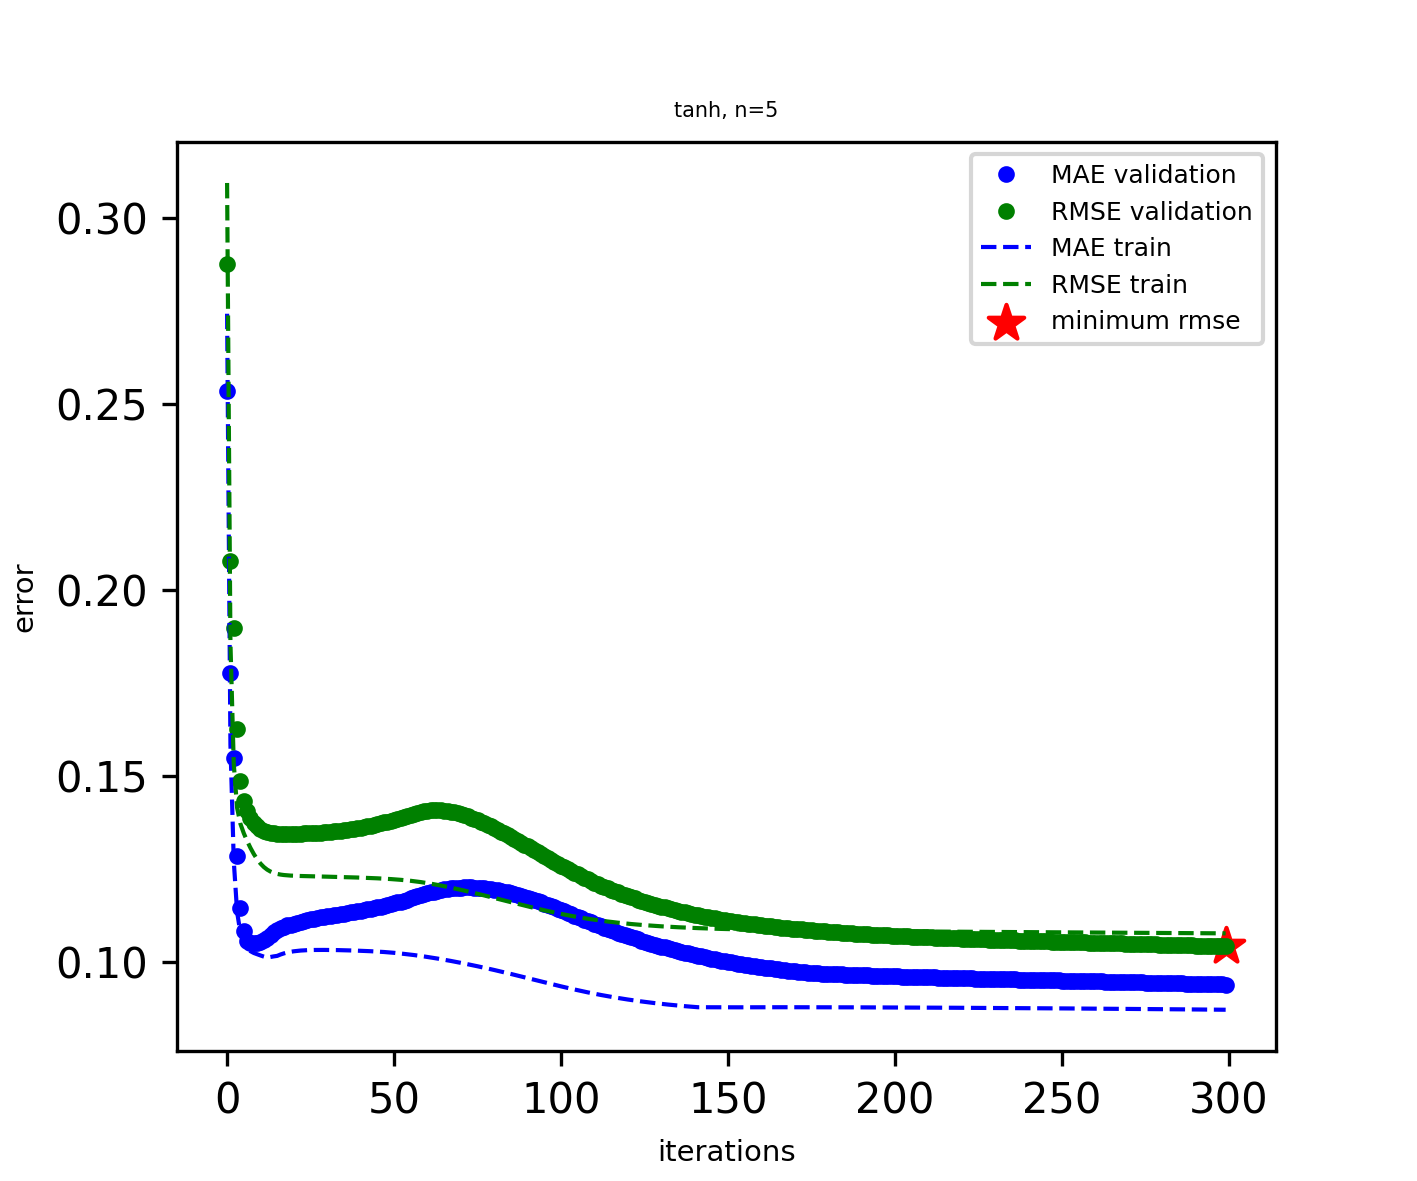 tanh, n=5
MAE validation
RMSE validation
MAE train
RMSE train
minimum rmse
error
0.30
0.25
0.20
0.15
0.10
0 50 100 150 200 250 300
iterations